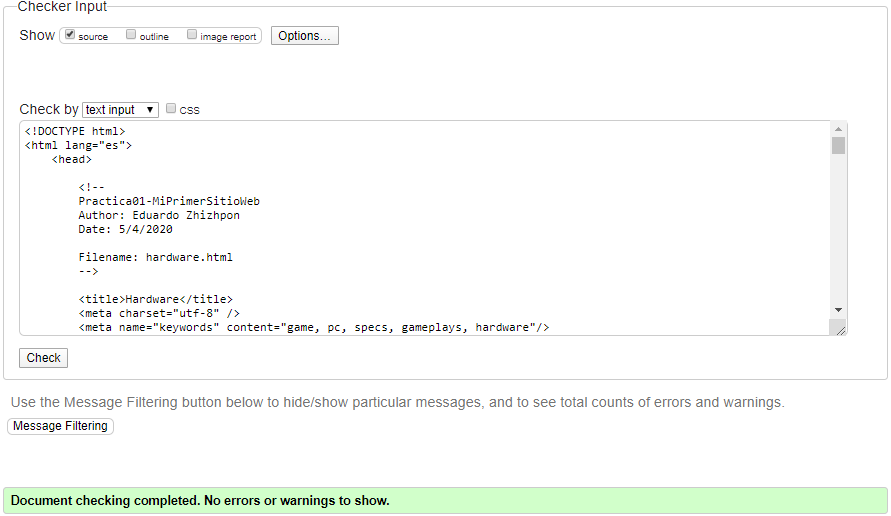 Checker Input
Show source outline image report Options...
Check by text input CSS
<!DOCTYPE html>
<html lang="es">
<head>
<!--
Practica01-MiPrimerSitioWeb
Author: Eduardo Zhizhpon
Date: 5/4/2020
Filename: hardware.html
-->
<title>Hardware</title>
<meta charset="utf-8" />
<meta name="keywords" content="game, pc, specs, gameplays, hardware"/>
Check
Use the Message Filtering button below to hide/show particular messages, and to see total counts of errors and warnings.
Message Filtering
Document checking completed. No errors or warnings to show.